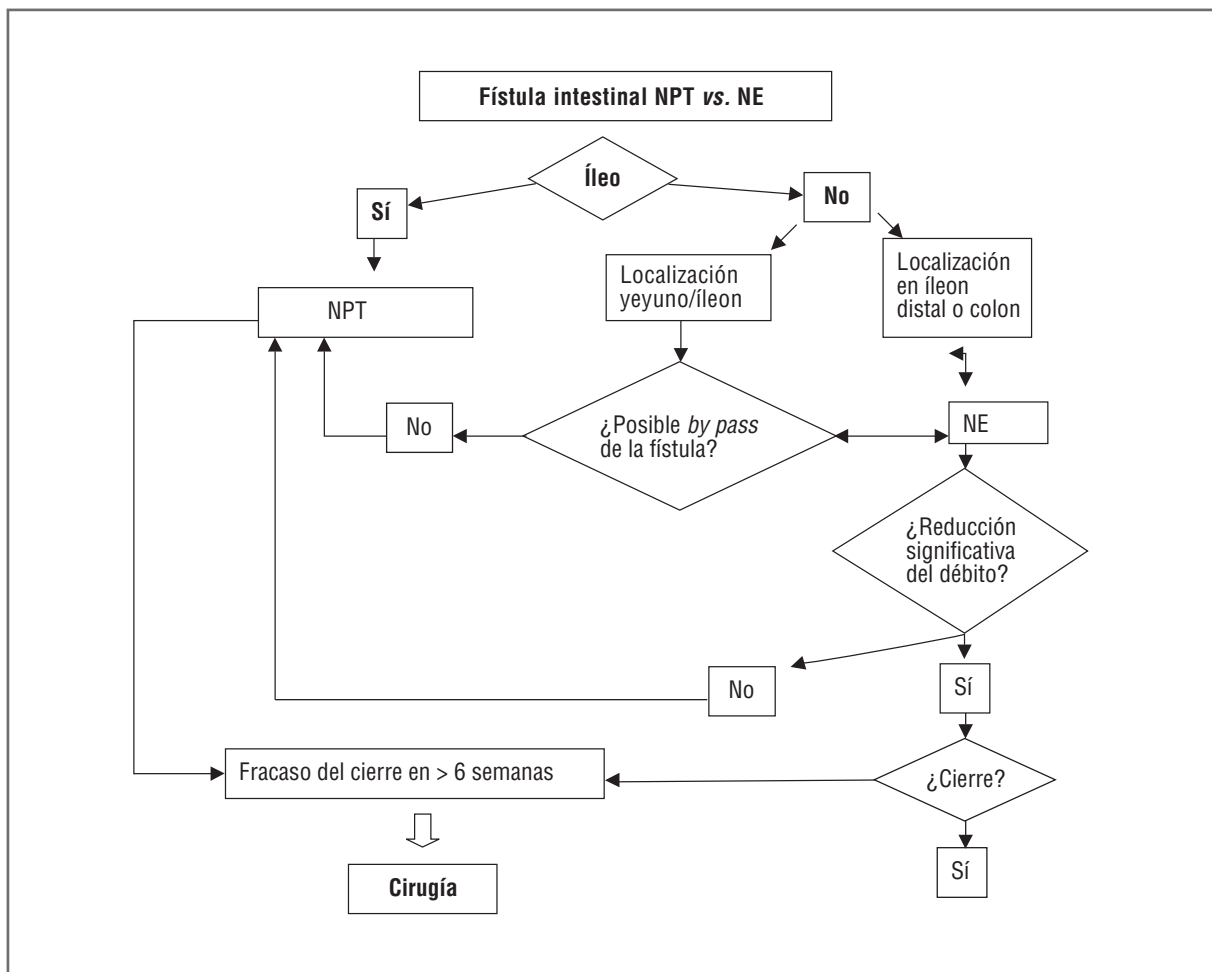 Fístula intestinal NPT vs. NE
Íleo
Sí
No
Localización
yeyuno/íleon
Localización
en íleon
distal o colon
NPT
No
¿Posible by pass
de la fístula?
NE
¿Reducción
significativa
del débito?
No
Sí
Fracaso del cierre en > 6 semanas
¿Cierre?
Cirugía
Sí